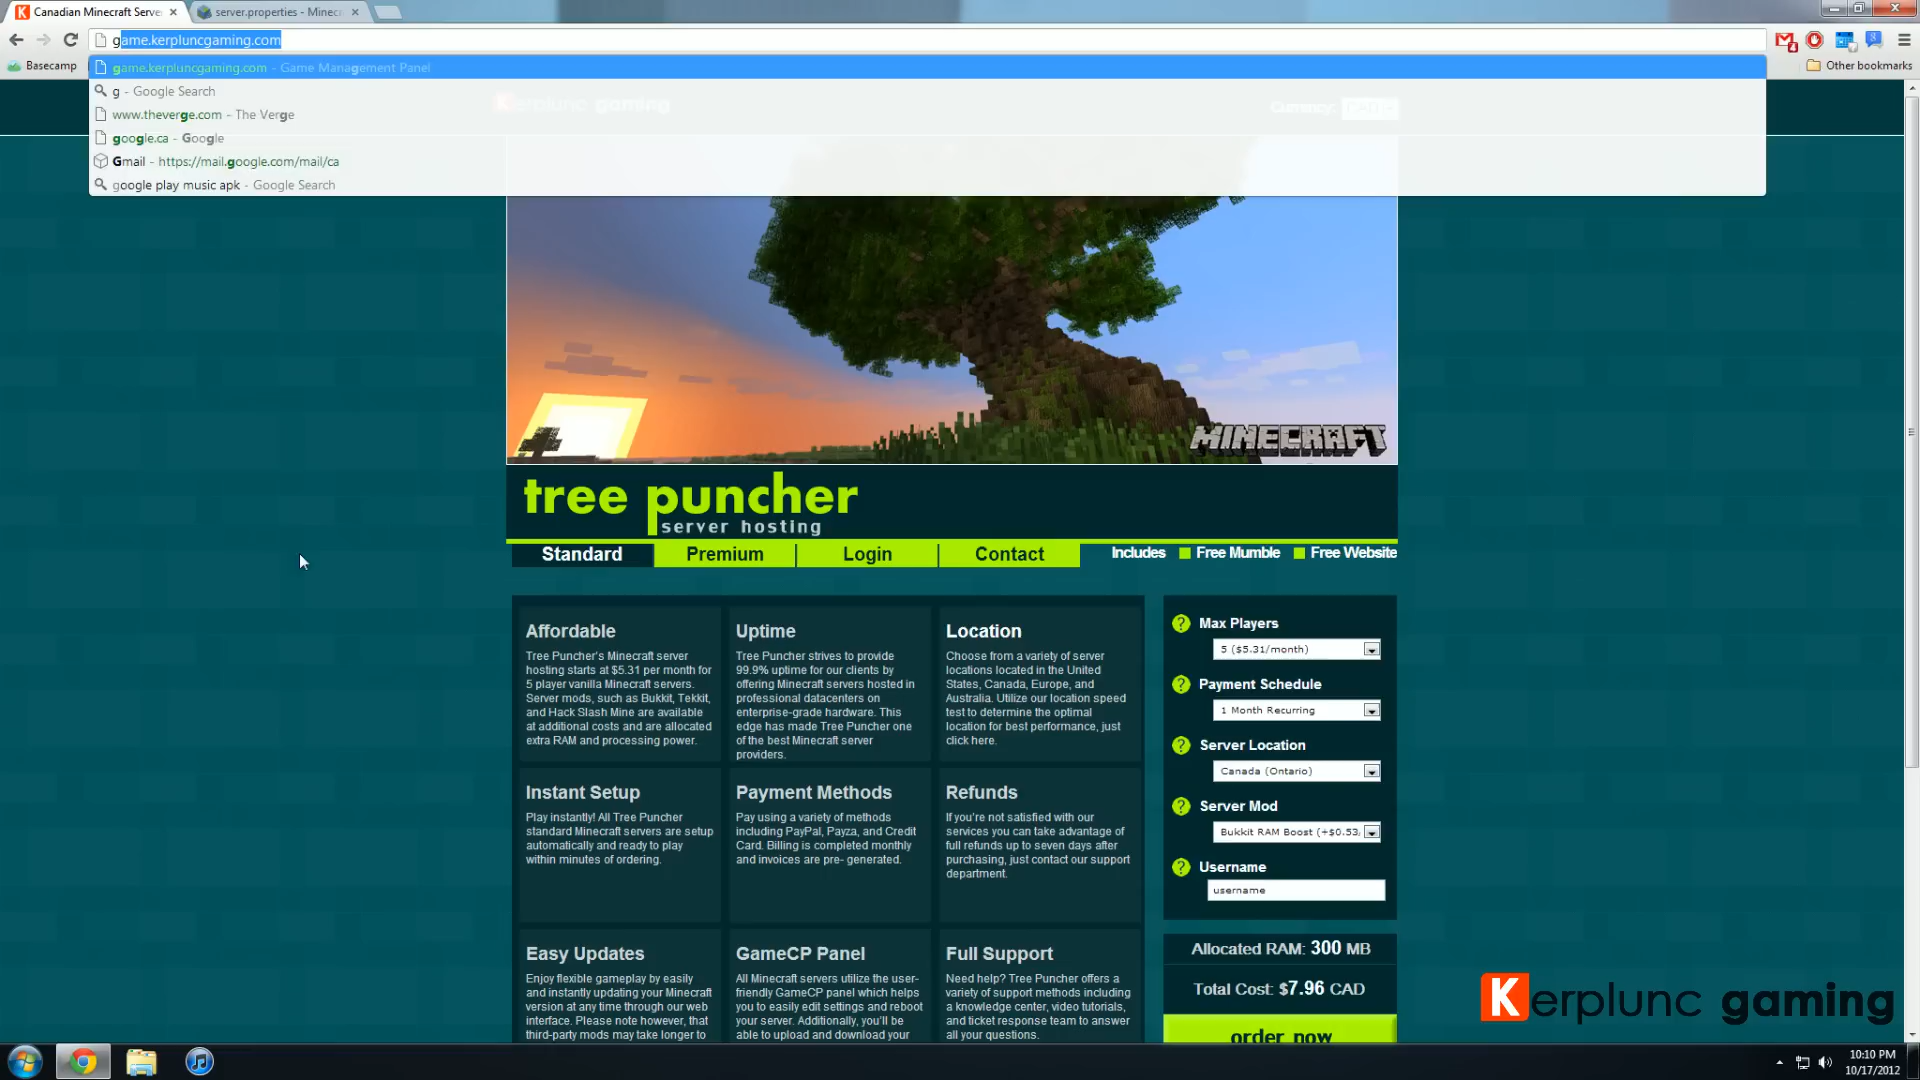 Canadian Minecraft Serve
server.properties - Minec
game.kerpluncgaming.com
Basecamp
Other bookmarks
game.kerpluncgaming.com - Game Management Panel
g - Google Search
www.theverge.com - The Verge
google.ca - Google
Gmail - https://mail.google.com/mail/ca
google play music apk - Google Search
Kerplunc gaming
Currency:
MINECRAFT
tree puncher
server hosting
Standard
Premium
Login
Contact
Includes
Free Mumble
Free Website
Affordable
Tree Puncher's Minecraft server
hosting starts at $5.31 per month for
5 player vanilla Minecraft servers.
Server mods, such as Bukkit, Tekkit,
and Hack Slash Mine are available
at additional costs and are allocated
extra RAM and processing power.
Uptime
Tree Puncher strives to provide
99.9% uptime for our clients by
offering Minecraft servers hosted in
professional datacenters on
enterprise-grade hardware. This
edge has made Tree Puncher one
of the best Minecraft server
providers.
Location
Choose from a variety of server
locations located in the United
States, Canada, Europe, and
Australia. Utilize our location speed
test to determine the optimal
location for best performance, just
click here.
Instant Setup
Play instantly! All Tree Puncher
standard Minecraft servers are setup
automatically and ready to play
within minutes of ordering.
Payment Methods
Pay using a variety of methods
including PayPal, Payza, and Credit
Card. Billing is completed monthly
and invoices are pre- generated.
Refunds
If you're not satisfied with our
services you can take advantage of
full refunds up to seven days after
purchasing, just contact our support
department.
Easy Updates
Enjoy flexible gameplay by easily
and instantly updating your Minecraft
version at any time through our web
interface. Please note however, that
third-party mods may take longer to
GameCP Panel
All Minecraft servers utilize the user-
friendly GameCP panel which helps
you to easily edit settings and reboot
your server. Additionally, you'll be
able to upload and download your
Full Support
Need help? Tree Puncher offers a
variety of support methods including
a knowledge center, video tutorials,
and ticket response team to answer
all your questions.
? Max Players
5 ($5.31/month)
? Payment Schedule
1 Month Recurring
? Server Location
Canada (Ontario)
? Server Mod
Bukkit RAM Boost (+$0.53,
? Username
username
Allocated RAM: 300 MB
Total Cost: $7.96 CAD
order now
Kerplunc gaming
10:10 PM
10/17/2012